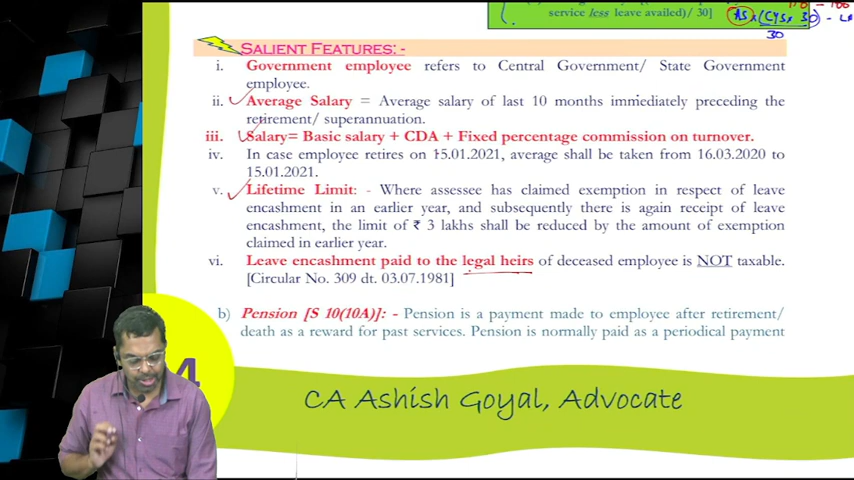 service less leave availed)/ 30]
AS x (CYS x 30) - LA
30
SALIENT FEATURES: -
i. Government employee refers to Central Government/ State Government
employee.
ii. Average Salary = Average salary of last 10 months immediately preceding the
retirement/ superannuation.
iii. Salary= Basic salary + CDA + Fixed percentage commission on turnover.
iv. In case employee retires on 15.01.2021, average shall be taken from 16.03.2020 to
15.01.2021.
v. Lifetime Limit: - Where assessee has claimed exemption in respect of leave
encashment in an earlier year, and subsequently there is again receipt of leave
encashment, the limit of ₹ 3 lakhs shall be reduced by the amount of exemption
claimed in earlier year.
vi. Leave encashment paid to the legal heirs of deceased employee is NOT taxable.
[Circular No. 309 dt. 03.07.1981]
b) Pension [S 10(10A)]: - Pension is a payment made to employee after retirement/
death as a reward for past services. Pension is normally paid as a periodical payment
4
CA Ashish Goyal, Advocate